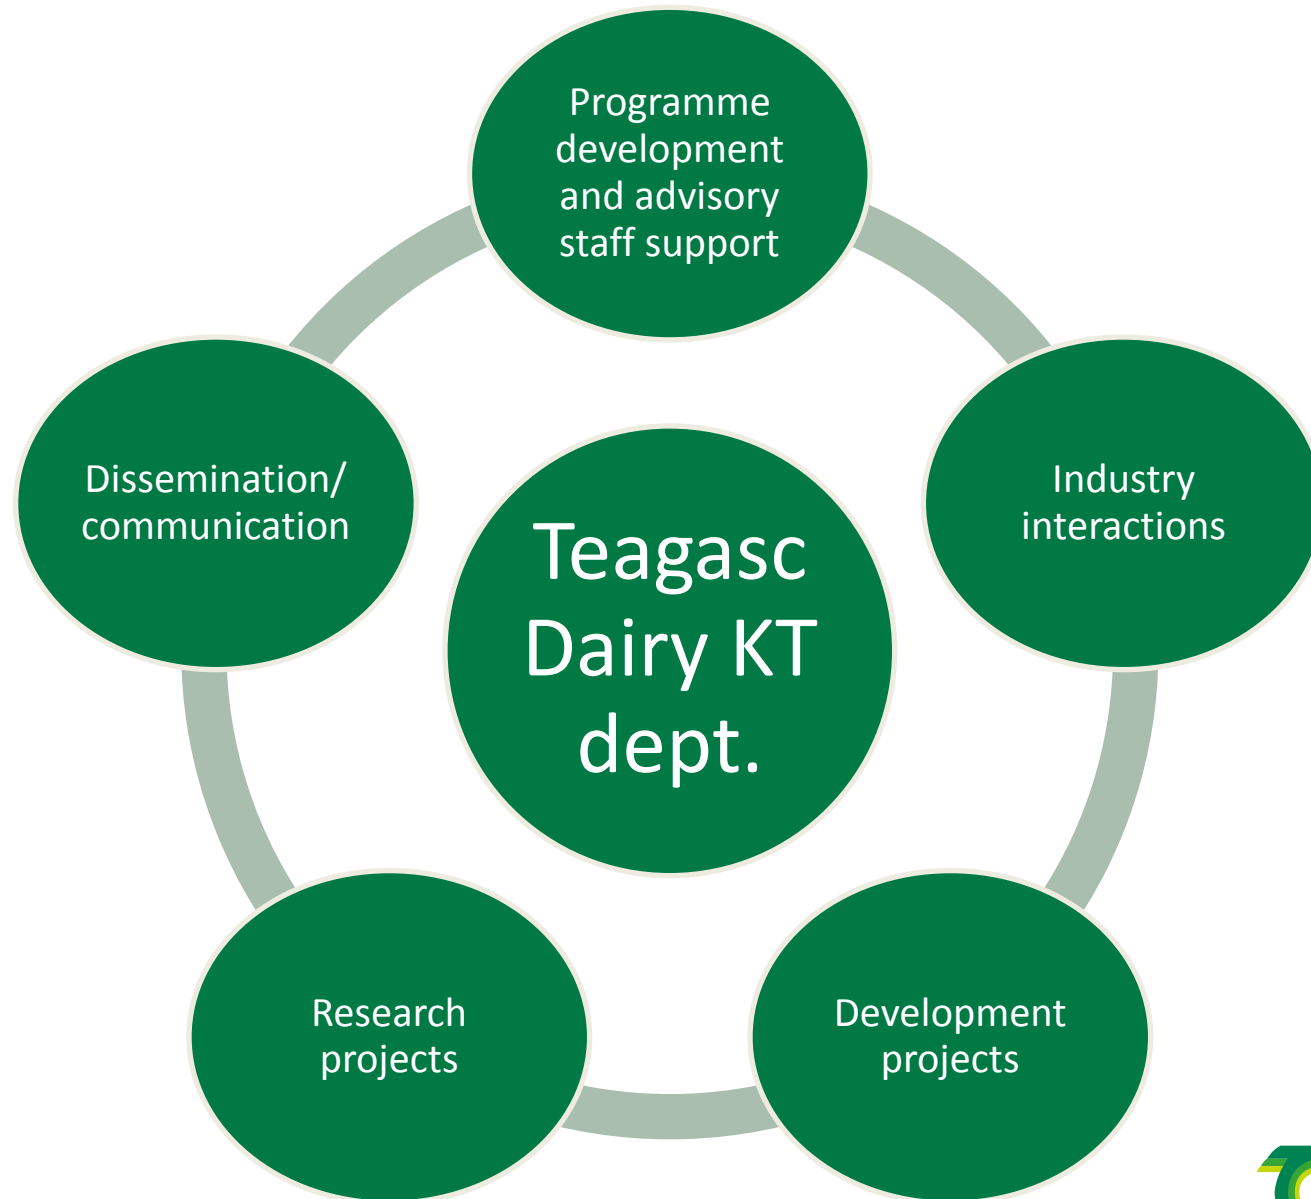 Programme
development
and advisory
staff support
Dissemination/
communication
Industry
interactions
Teagasc
Dairy KT
dept.
Research
projects
Development
projects